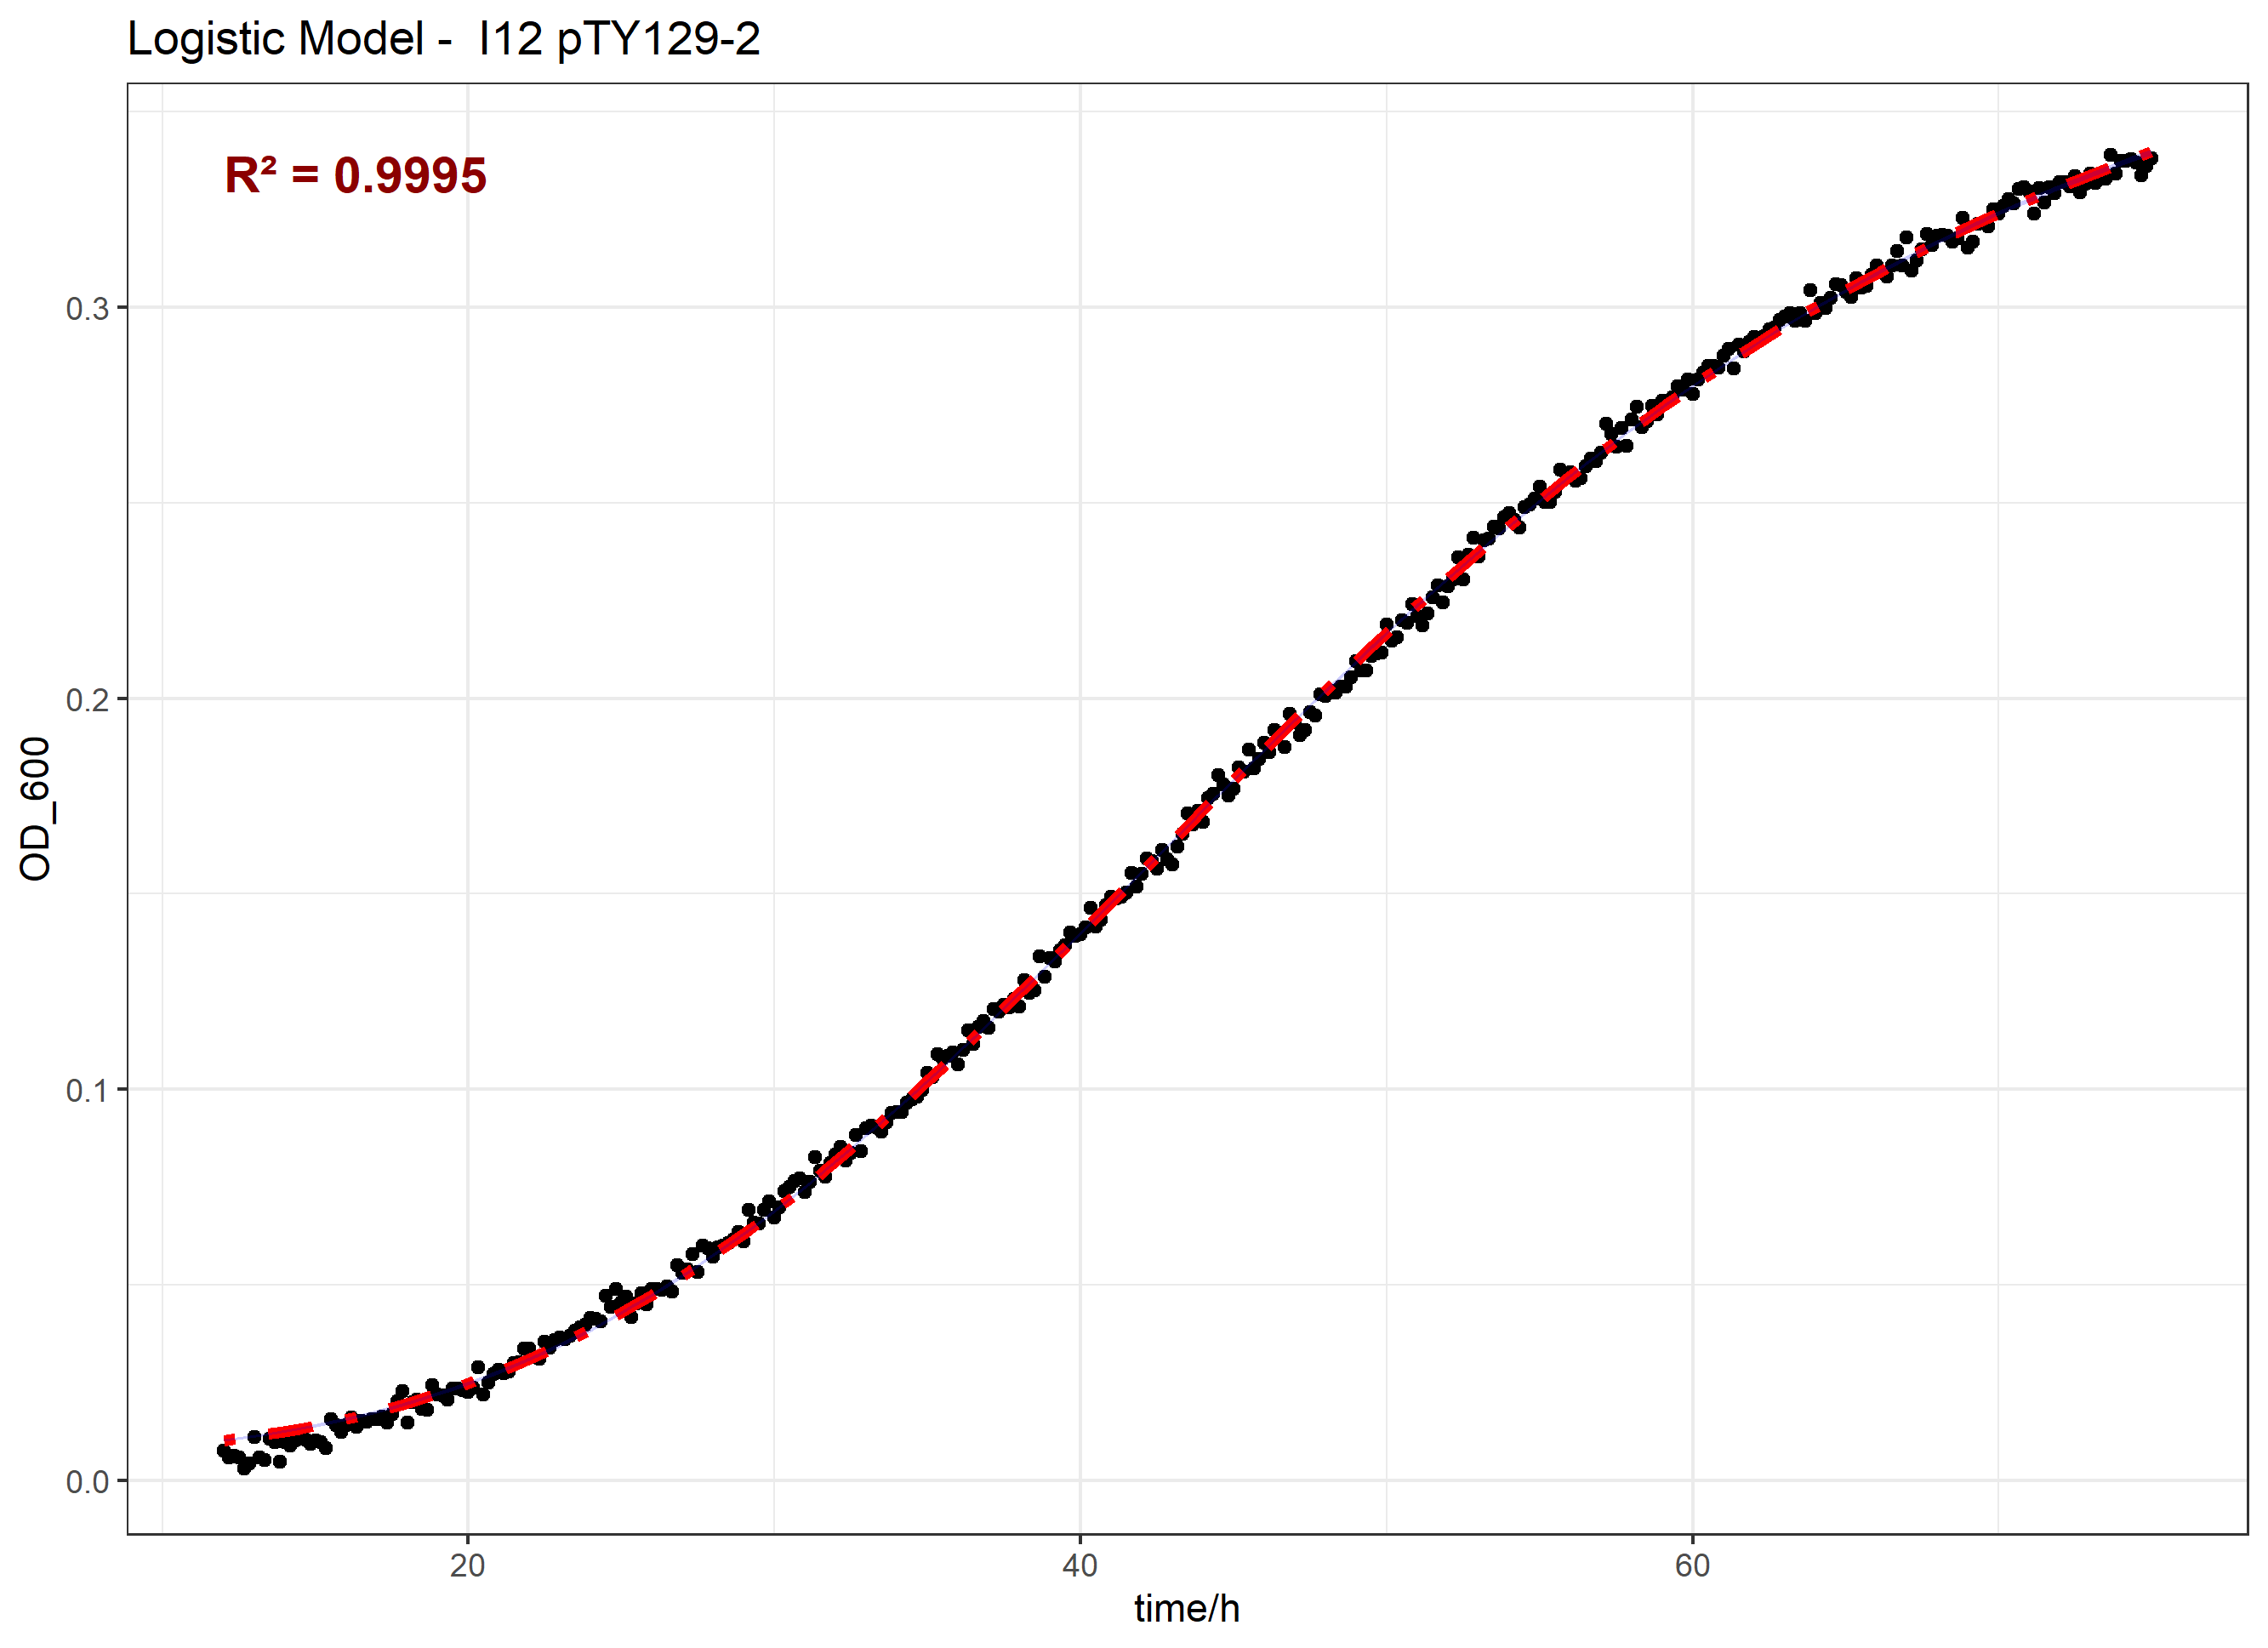 Logistic Model -  I12 pTY129-2
R² = 0.9995
0.3
0.2
0.1
0.0
OD_600
20 40 60
time/h